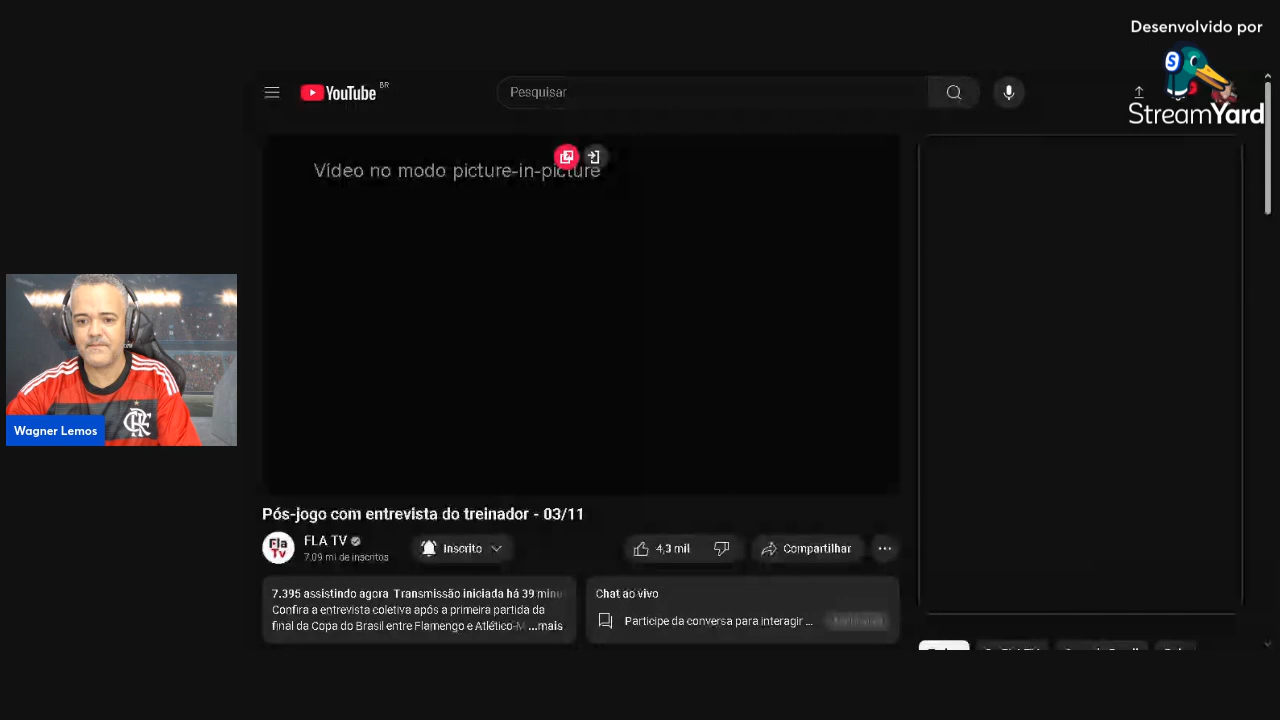 Desenvolvido por
StreamYard
YouTube BR
Pesquisar
Vídeo no modo picture-in-picture
Wagner Lemos
Pós-jogo com entrevista do treinador - 03/11
Fla TV
FLA TV
7.09 mi de inscritos
Inscrito
4,3 mil
Compartilhar
7.395 assistindo agora Transmissão iniciada há 39 minu
Confira a entrevista coletiva após a primeira partida da
final da Copa do Brasil entre Flamengo e Atlético-M ...mais
Chat ao vivo
Participe da conversa para interagir ...